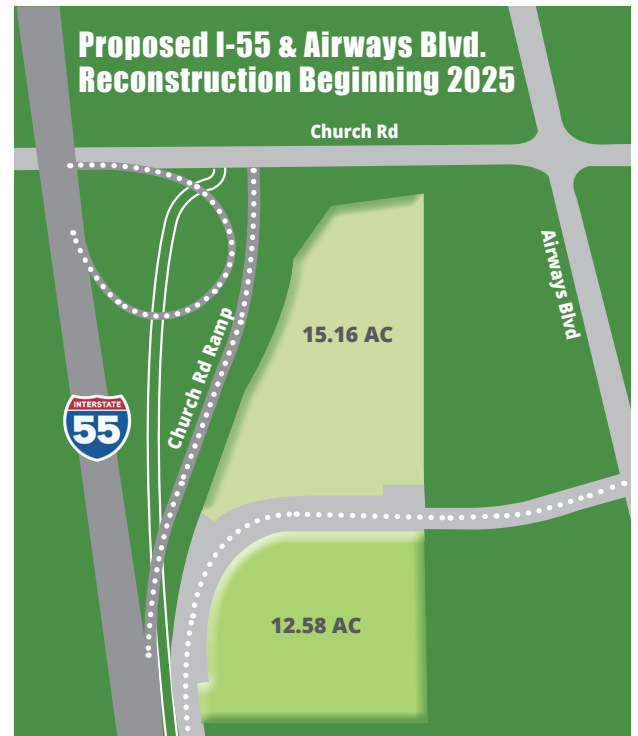 Proposed I-55 & Airways Blvd.
Reconstruction Beginning 2025
Church Rd
Airways Blvd
15.16 AC
Church Rd Ramp
INTERSTATE
55
12.58 AC